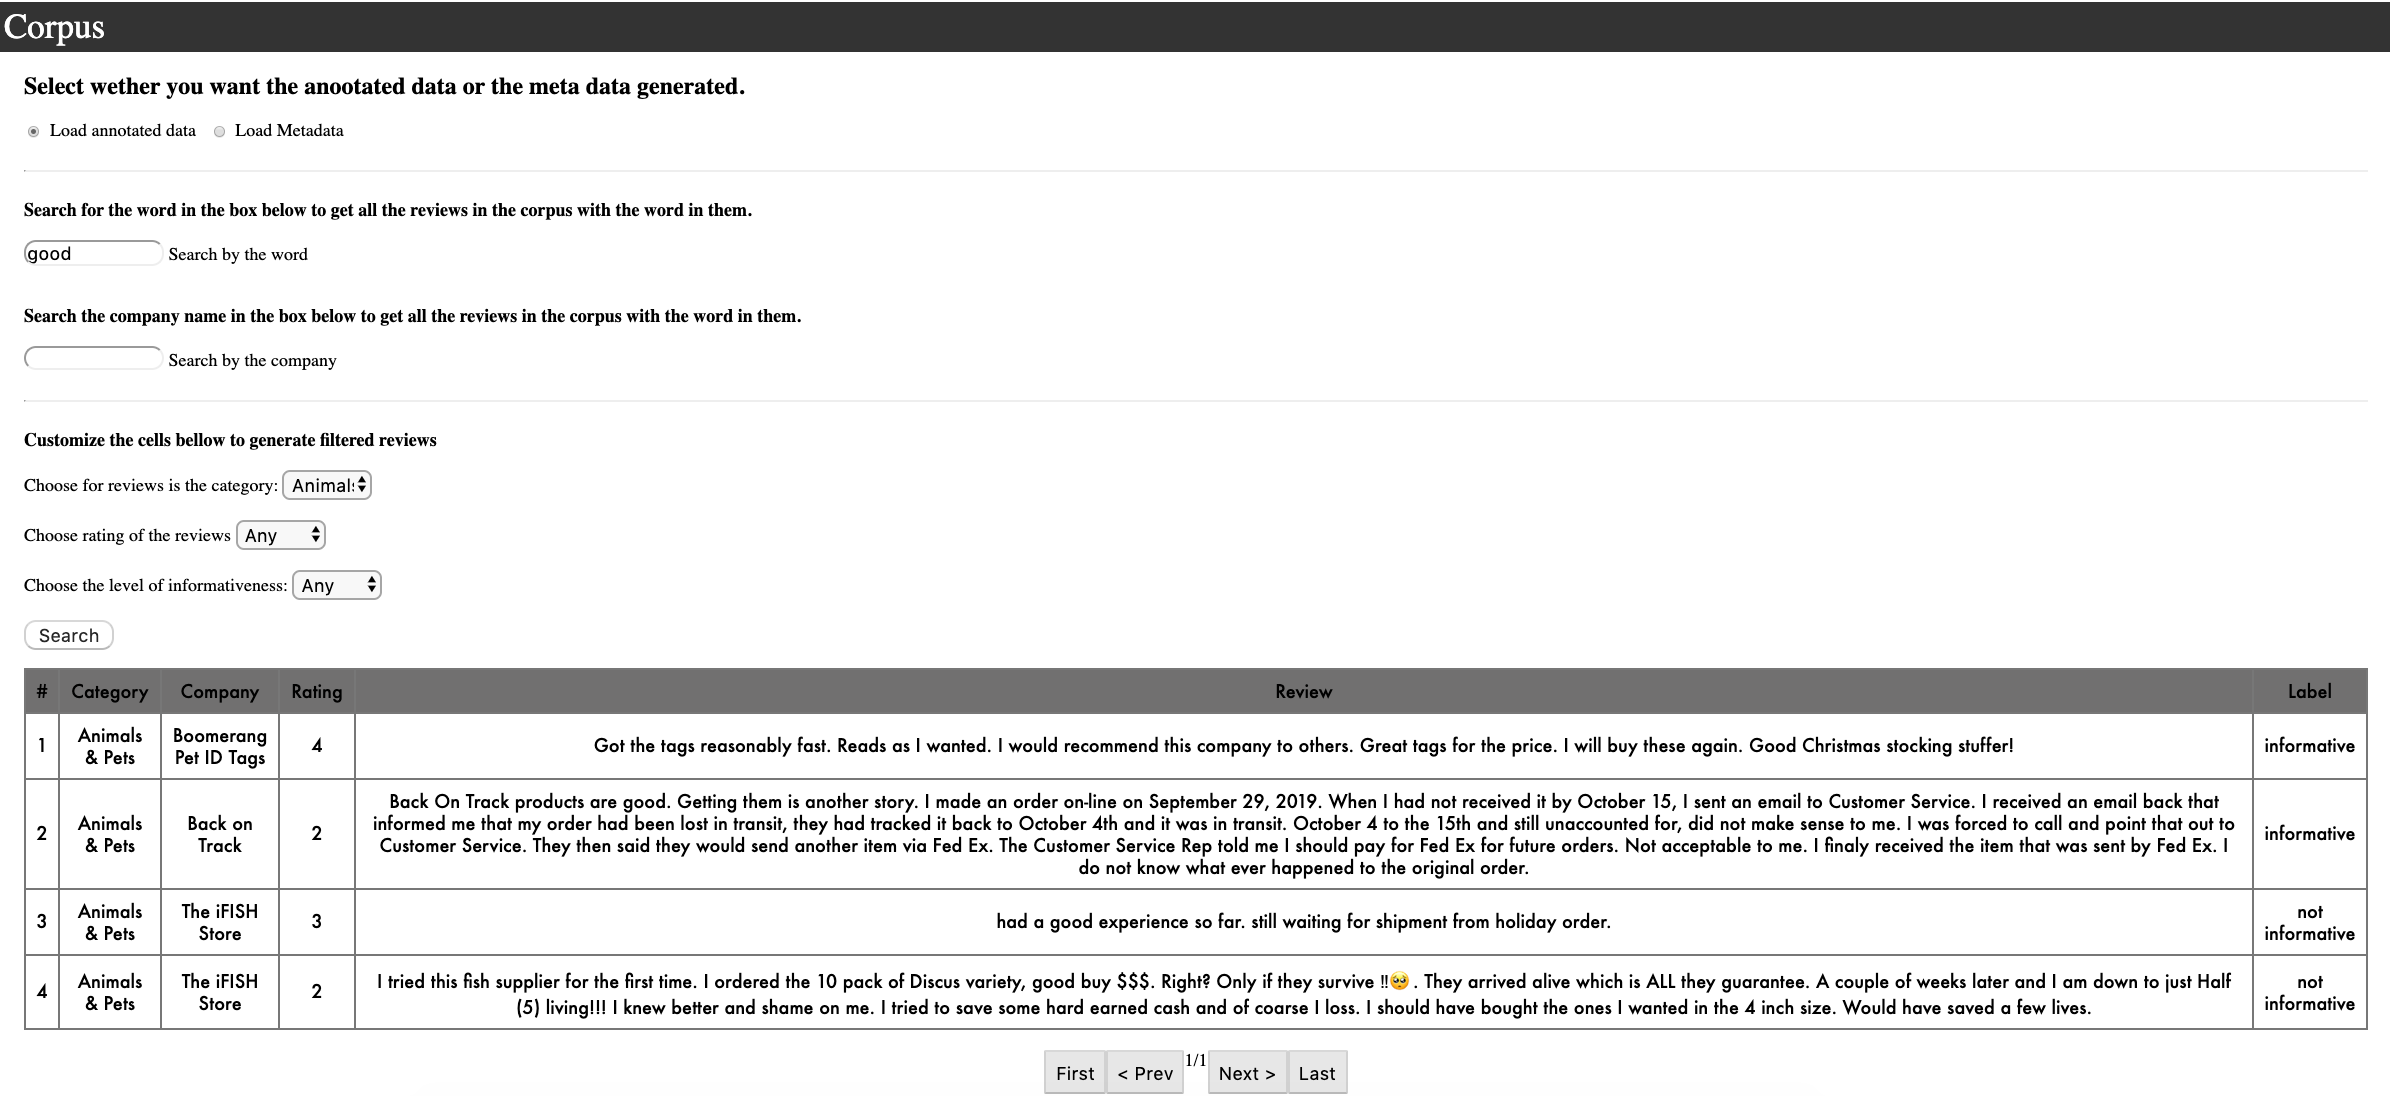 Corpus
Select wether you want the anootated data or the meta data generated.
Load annotated data Load Metadata
Search for the word in the box below to get all the reviews in the corpus with the word in them.
good Search by the word
Search the company name in the box below to get all the reviews in the corpus with the word in them.
Search by the company
Customize the cells bellow to generate filtered reviews
Choose for reviews is the category: Animals
Choose rating of the reviews Any
Choose the level of informativeness: Any
Search
# Category Company Rating Review Label
1 Animals & Pets Boomerang Pet ID Tags 4 Got the tags reasonably fast. Reads as I wanted. I would recommend this company to others. Great tags for the price. I will buy these again. Good Christmas stocking stuffer! informative
2 Animals & Pets Back on Track 2 Back On Track products are good. Getting them is another story. I made an order on-line on September 29, 2019. When I had not received it by October 15, I sent an email to Customer Service. I received an email back that
informed me that my order had been lost in transit, they had tracked it back to October 4th and it was in transit. October 4 to the 15th and still unaccounted for, did not make sense to me. I was forced to call and point that out to
Customer Service. They then said they would send another item via Fed Ex. The Customer Service Rep told me I should pay for Fed Ex for future orders. Not acceptable to me. I finaly received the item that was sent by Fed Ex. I
do not know what ever happened to the original order. informative
3 Animals & Pets The iFISH Store 3 had a good experience so far. still waiting for shipment from holiday order. not informative
4 Animals & Pets The iFISH Store 2 I tried this fish supplier for the first time. I ordered the 10 pack of Discus variety, good buy $$$. Right? Only if they survive ‼🥺. They arrived alive which is ALL they guarantee. A couple of weeks later and I am down to just Half
(5) living!!! I knew better and shame on me. I tried to save some hard earned cash and of coarse I loss. I should have bought the ones I wanted in the 4 inch size. Would have saved a few lives. not informative
First < Prev 1/1 Next > Last